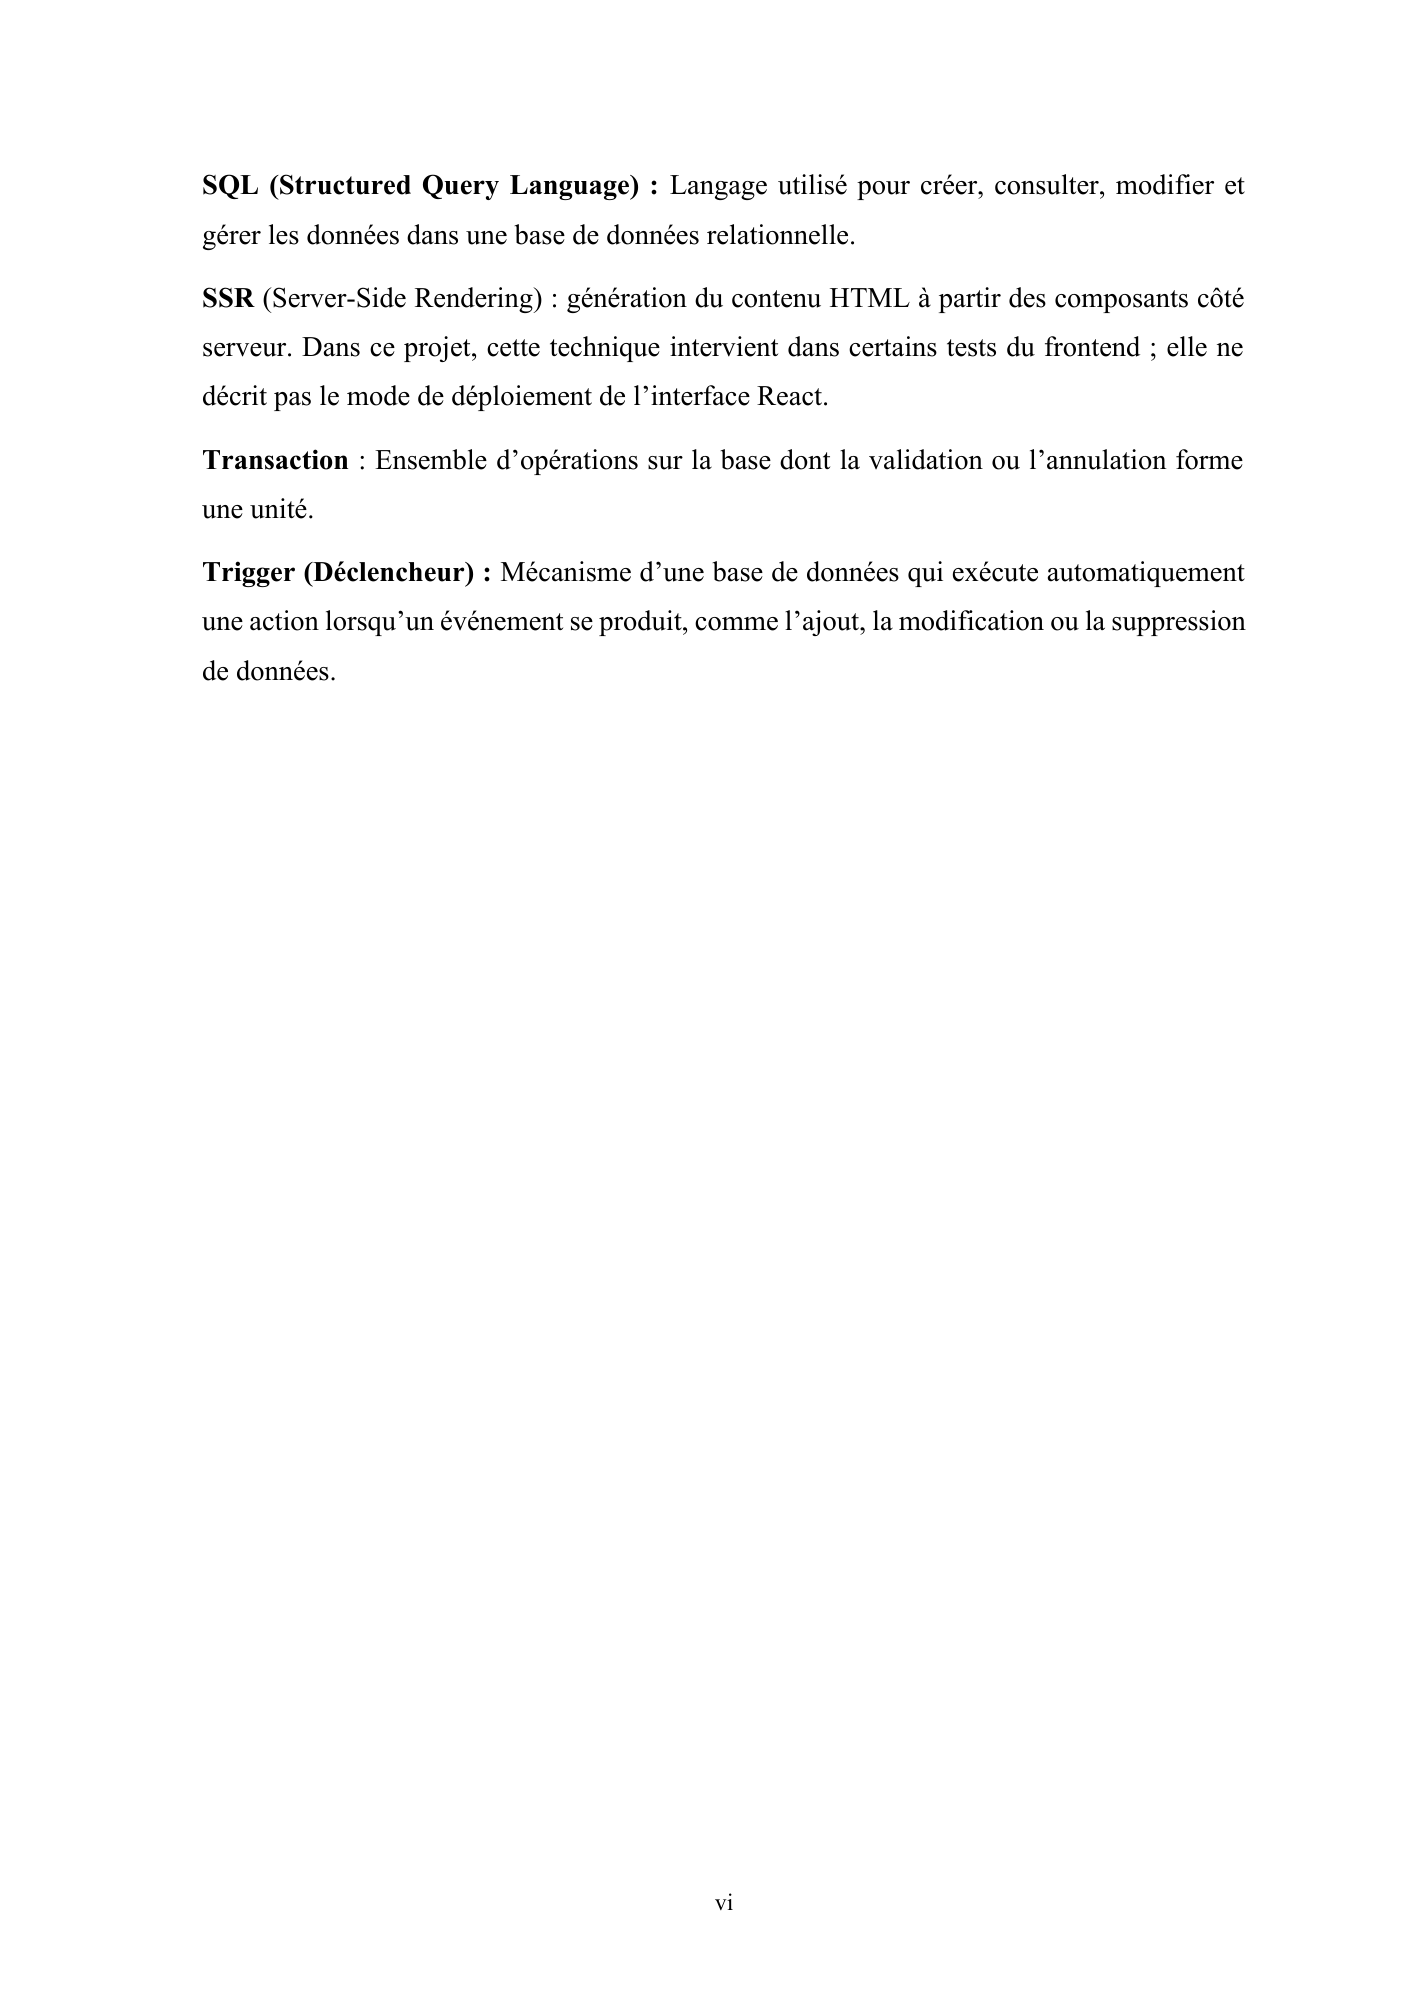 SQL (Structured Query Language) : Langage utilisé pour créer, consulter, modifier et
gérer les données dans une base de données relationnelle.
SSR (Server-Side Rendering) : génération du contenu HTML à partir des composants côté
serveur. Dans ce projet, cette technique intervient dans certains tests du frontend ; elle ne
décrit pas le mode de déploiement de l’interface React.
Transaction : Ensemble d’opérations sur la base dont la validation ou l’annulation forme
une unité.
Trigger (Déclencheur) : Mécanisme d’une base de données qui exécute automatiquement
une action lorsqu’un événement se produit, comme l’ajout, la modification ou la suppression
de données.
vi